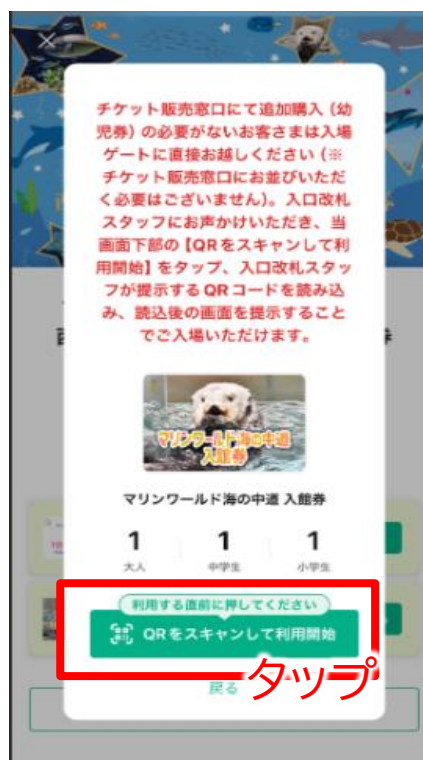 チケット販売窓口にて追加購入（幼
児券）の必要がないお客さまは入場
ゲートに直接お越しください（※
チケット販売窓口にお並びいただ
く必要はございません）。入口改札
スタッフにお声かけいただき、当
画面下部の【QRをスキャンして利
用開始】をタップ、入口改札スタッ
フが提示するQRコードを読み込
み、読込後の画面を提示すること
でご入場いただけます。
マリンワールド海の中道
入館券
マリンワールド海の中道 入館券
1 1 1
大人 中学生 小学生
利用する直前に押してください
QRをスキャンして利用開始
タップ
戻る